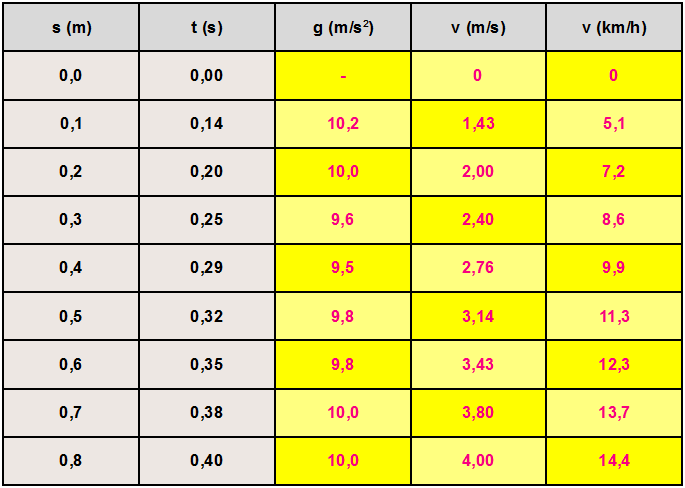 s (m) t (s) g (m/s²) v (m/s) v (km/h)
0,0 0,00 - 0 0
0,1 0,14 10,2 1,43 5,1
0,2 0,20 10,0 2,00 7,2
0,3 0,25 9,6 2,40 8,6
0,4 0,29 9,5 2,76 9,9
0,5 0,32 9,8 3,14 11,3
0,6 0,35 9,8 3,43 12,3
0,7 0,38 10,0 3,80 13,7
0,8 0,40 10,0 4,00 14,4